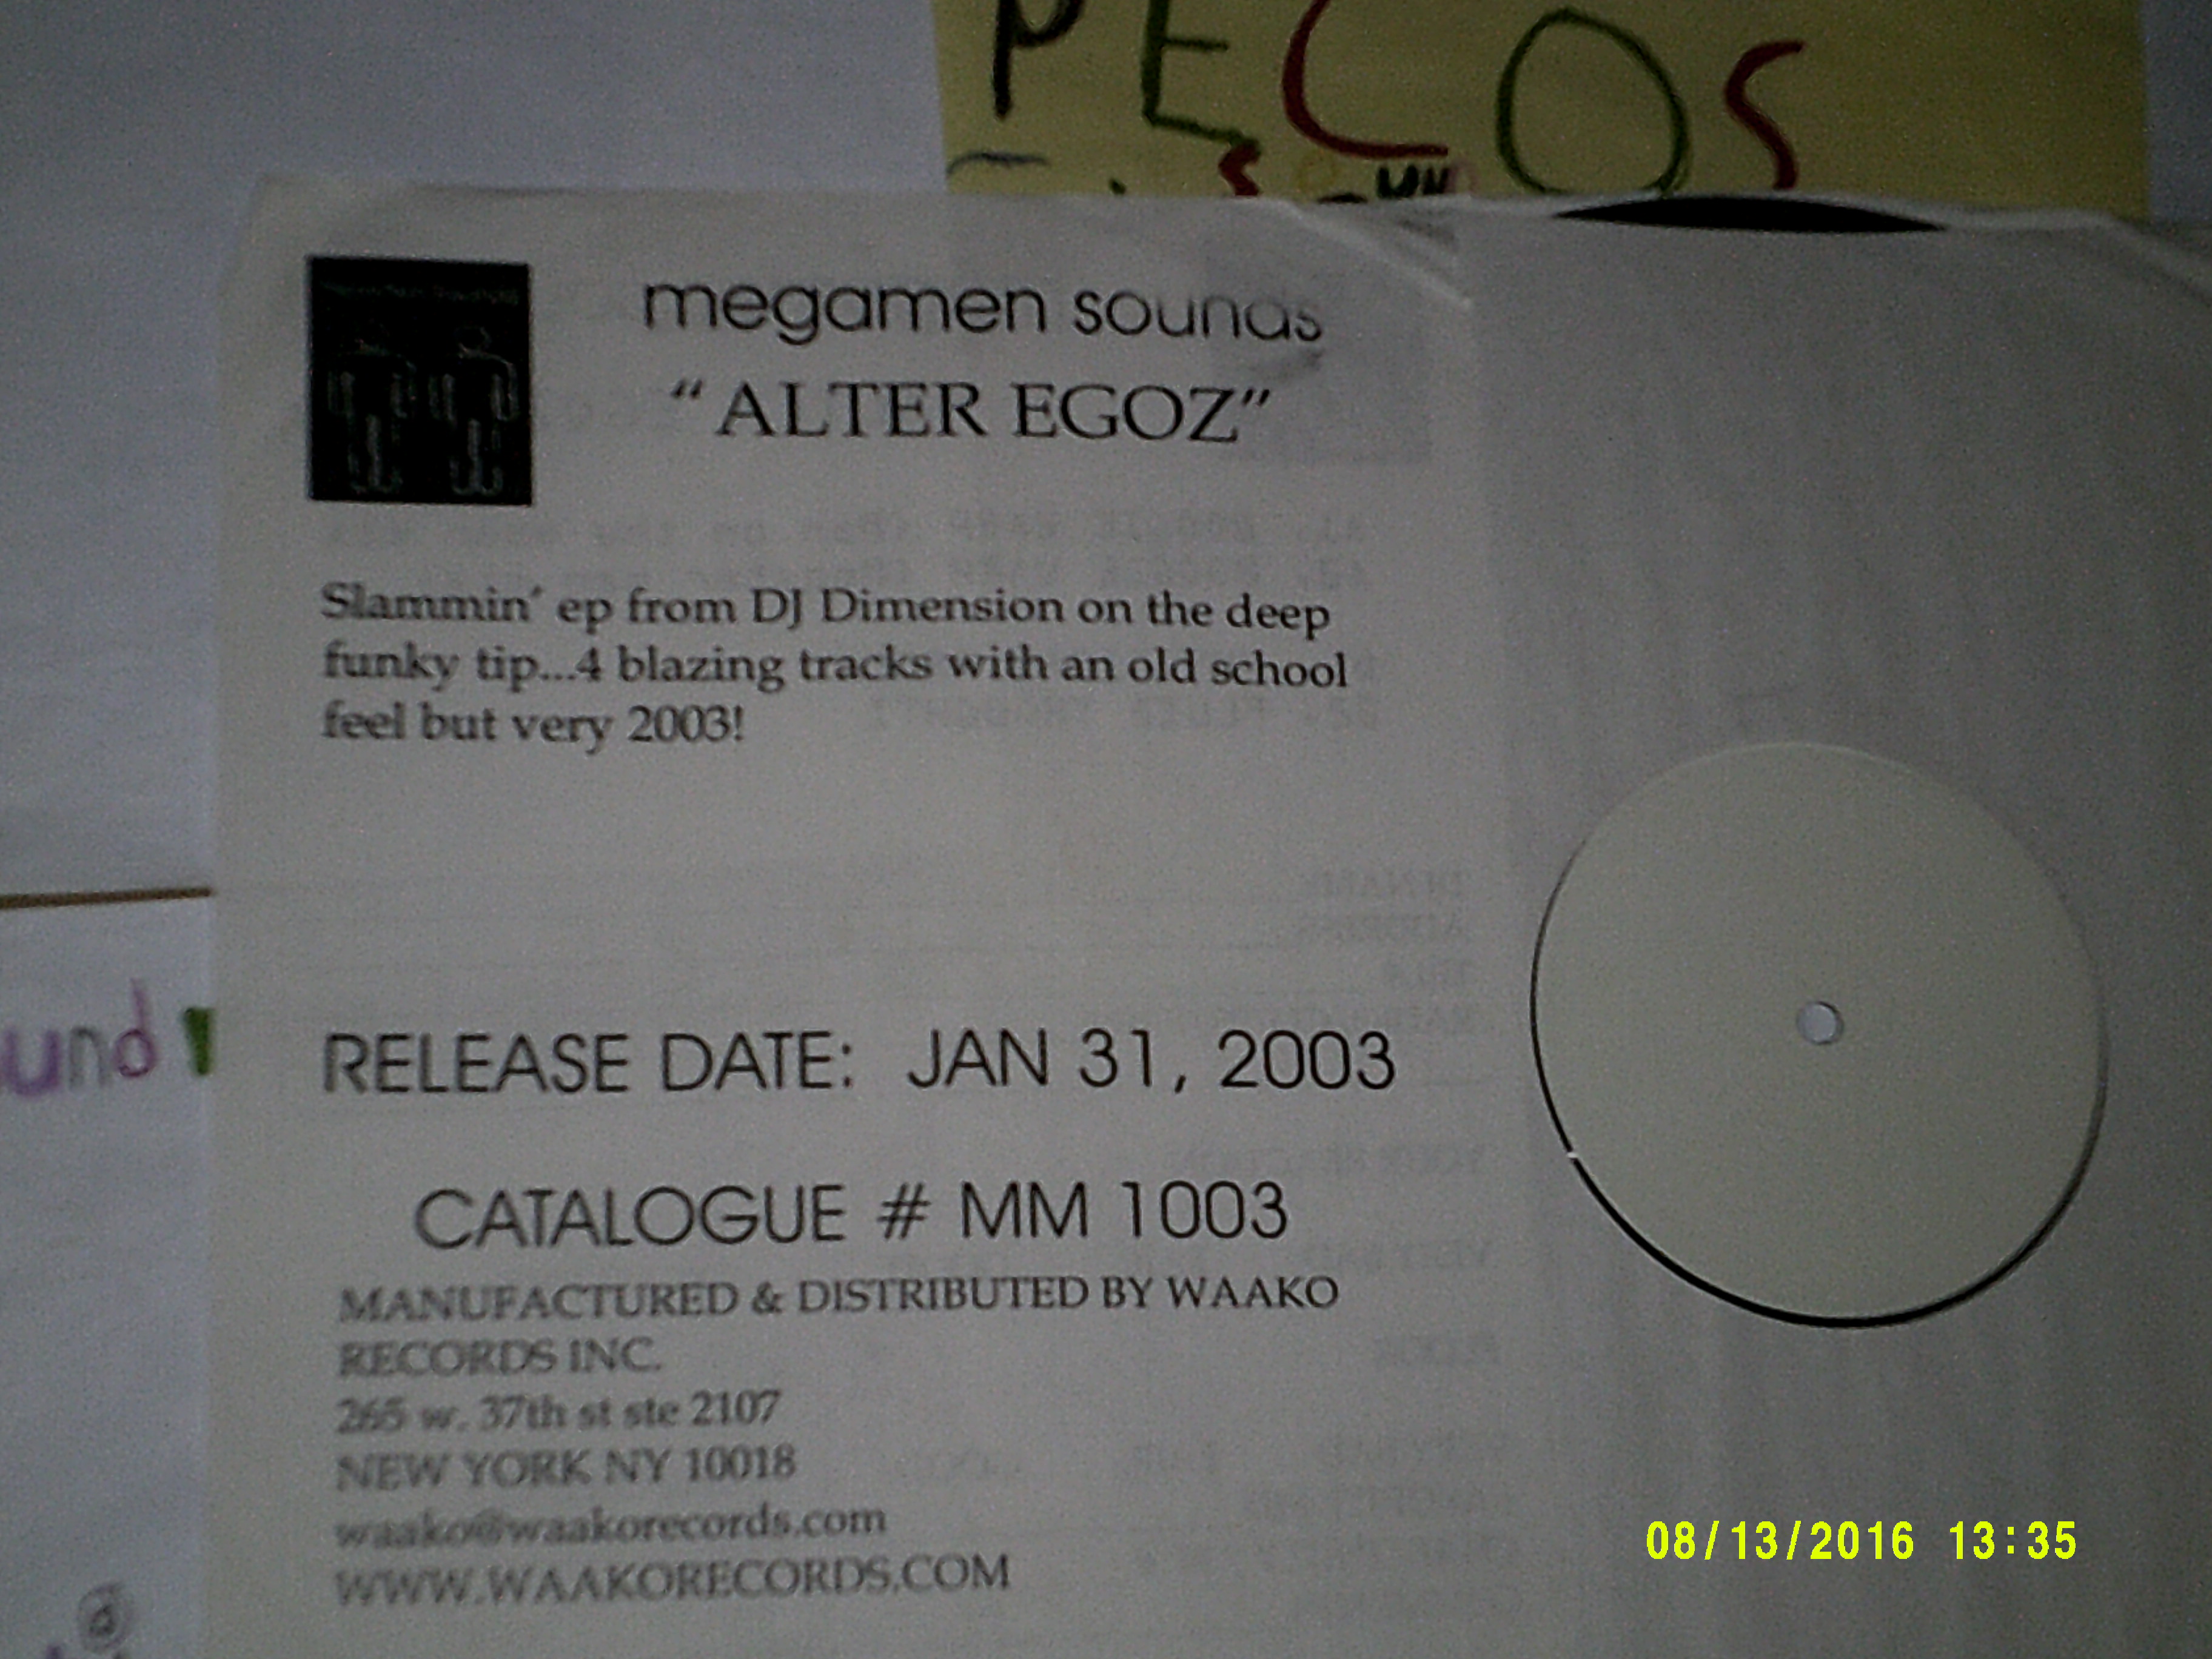 PECOS
megamen sounds
"ALTER EGOZ"
Slammin' ep from DJ Dimension on the deep
funky tip...4 blazing tracks with an old school
feel but very 2003!
und
RELEASE DATE: JAN 31, 2003
CATALOGUE # MM 1003
MANUFACTURED & DISTRIBUTED BY WAAKO
RECORDS INC.
265 w. 37th st ste 2107
NEW YORK NY 10018
waako@waakorecords.com
WWW.WAAKORECORDS.COM
08/13/2016 13:35